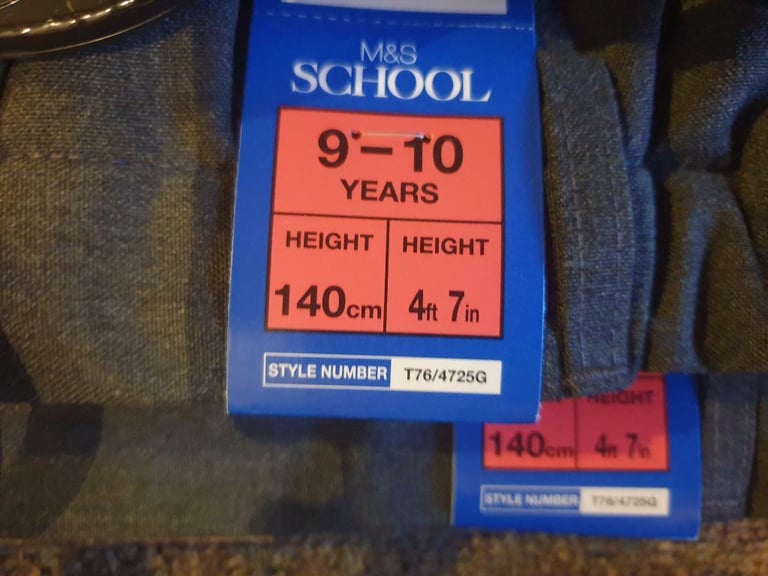 M&S
SCHOOL
9–10
YEARS
HEIGHT HEIGHT
140cm 4ft 7in
STYLE NUMBER T76/4725G
HEIGHT
140cm 4ft 7in
STYLE NUMBER T76/4725G